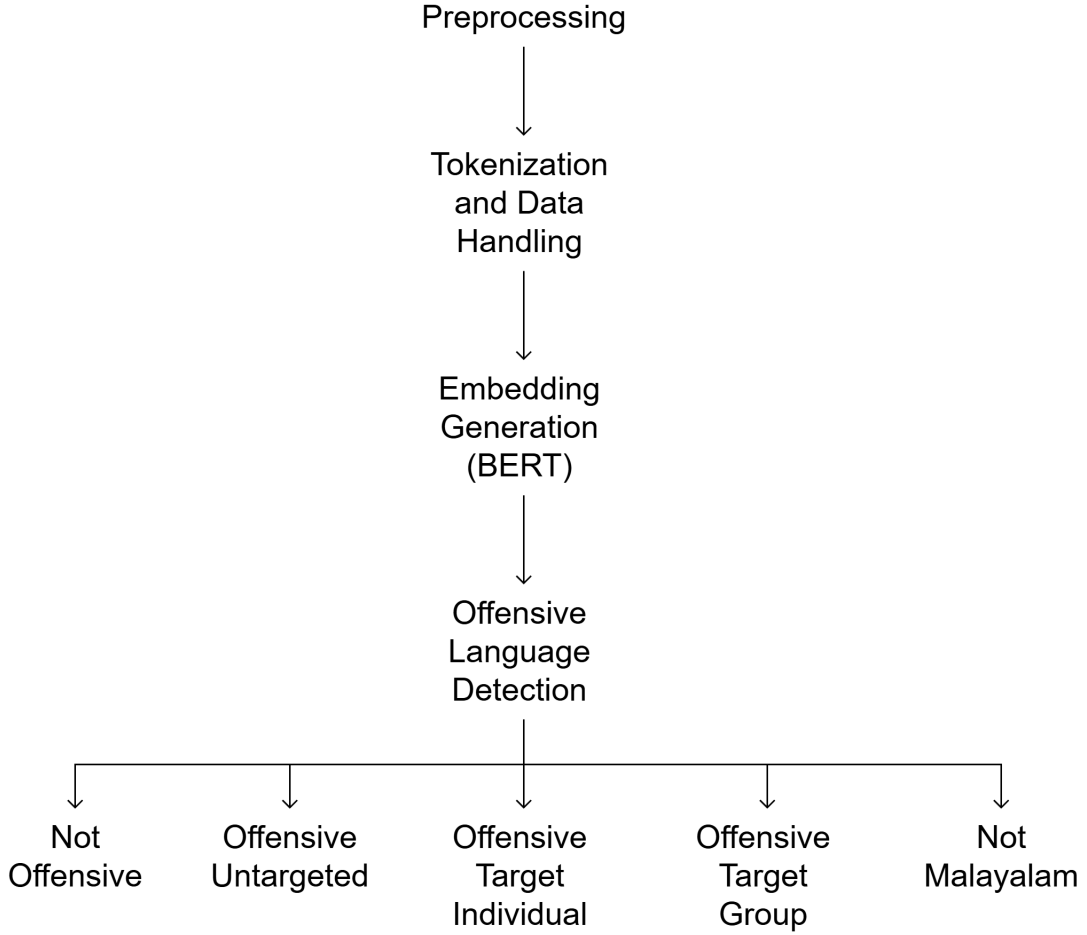 Preprocessing
Tokenization
and Data
Handling
Embedding
Generation
(BERT)
Offensive
Language
Detection
Not
Offensive
Offensive
Untargeted
Offensive
Target
Individual
Offensive
Target
Group
Not
Malayalam